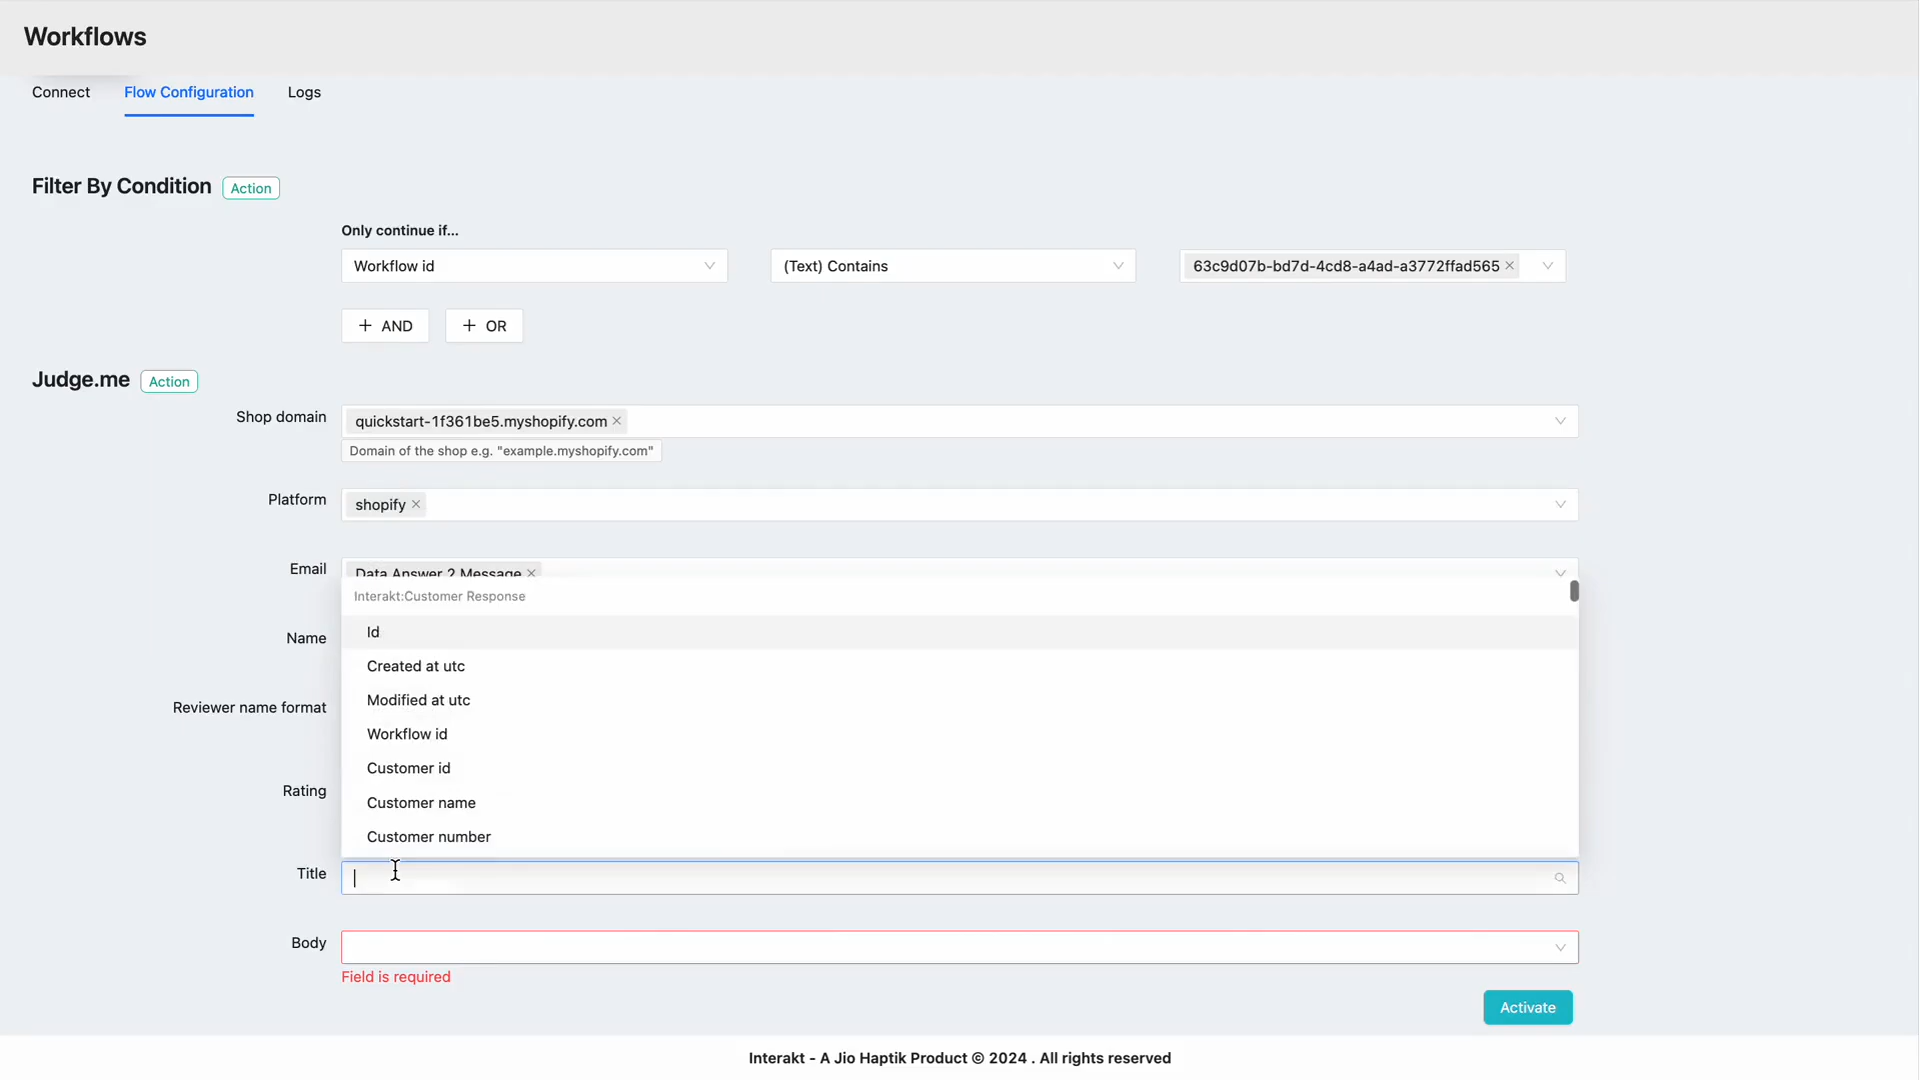 Workflows
Connect Flow Configuration Logs
Filter By Condition Action
Only continue if...
Workflow id (Text) Contains 63c9d07b-bd7d-4cd8-a4ad-a3772ffad565
AND OR
Judge.me Action
Shop domain quickstart-1f361be5.myshopify.com
Domain of the shop e.g. "example.myshopify.com"
Platform shopify
Email Data Answer 2 Message
Interakt:Customer Response
Id
Name
Created at utc
Modified at utc
Reviewer name format
Workflow id
Customer id
Rating
Customer name
Customer number
Title
Body
Field is required
Activate
Interakt - A Jio Haptik Product © 2024 . All rights reserved